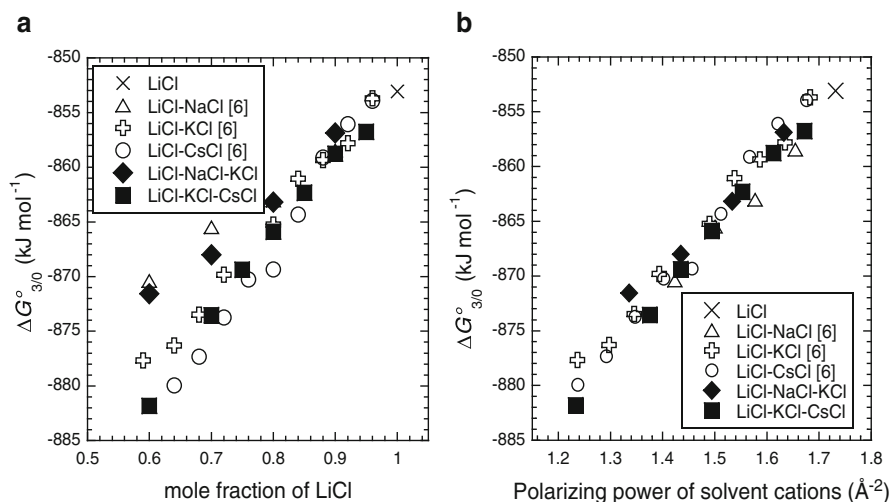 a
ΔG°3/0 (kJ mol-1)
-850
-855
-860
-865
-870
-875
-880
-885
LiCl
LiCl-NaCl [6]
LiCl-KCl [6]
LiCl-CsCl [6]
LiCl-NaCl-KCl
LiCl-KCl-CsCl
0.5 0.6 0.7 0.8 0.9 1
mole fraction of LiCl
b
ΔG°3/0 (kJ mol-1)
-850
-855
-860
-865
-870
-875
-880
-885
LiCl
LiCl-NaCl [6]
LiCl-KCl [6]
LiCl-CsCl [6]
LiCl-NaCl-KCl
LiCl-KCl-CsCl
1.2 1.3 1.4 1.5 1.6 1.7 1.8
Polarizing power of solvent cations (Å-2)